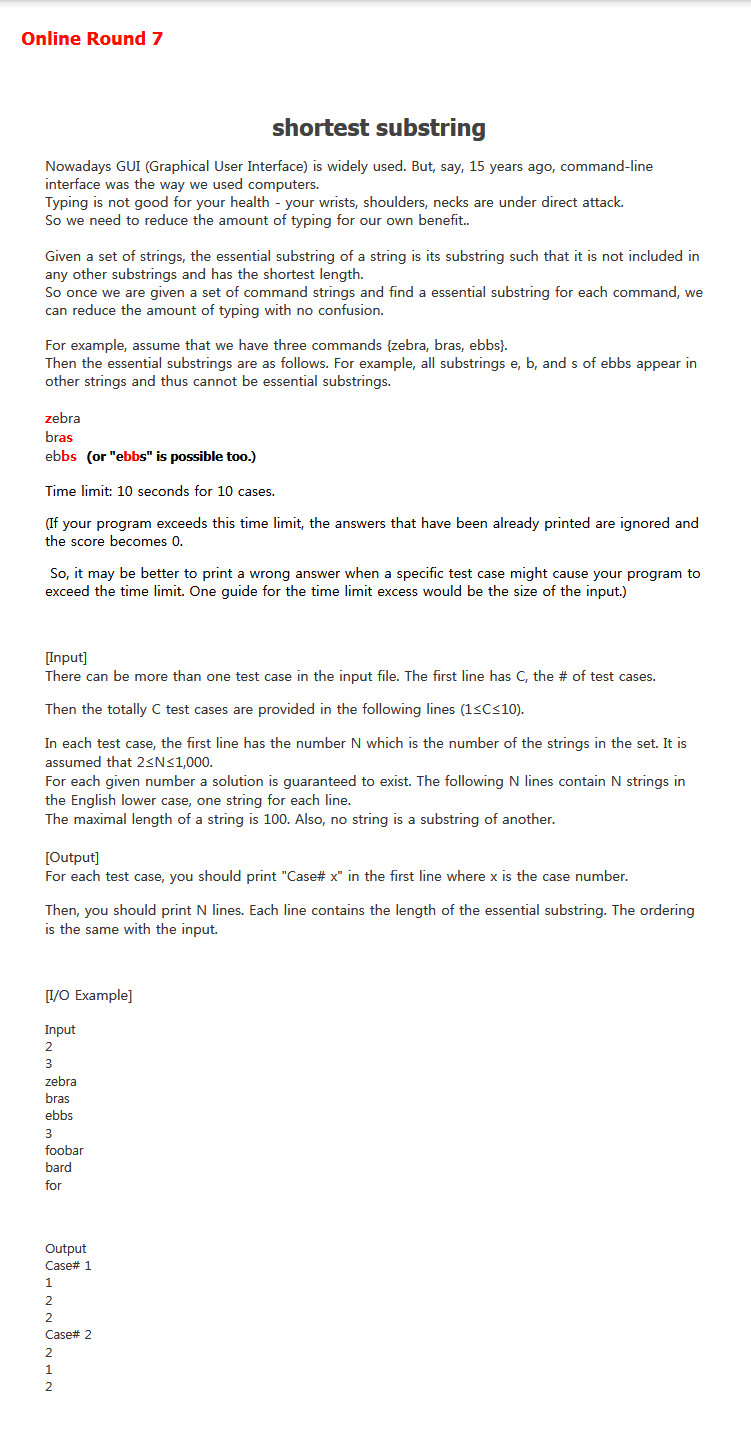 Online Round 7
shortest substring
Nowadays GUI (Graphical User Interface) is widely used. But, say, 15 years ago, command-line
interface was the way we used computers.
Typing is not good for your health - your wrists, shoulders, necks are under direct attack.
So we need to reduce the amount of typing for our own benefit..
Given a set of strings, the essential substring of a string is its substring such that it is not included in
any other substrings and has the shortest length.
So once we are given a set of command strings and find a essential substring for each command, we
can reduce the amount of typing with no confusion.
For example, assume that we have three commands {zebra, bras, ebbs}.
Then the essential substrings are as follows. For example, all substrings e, b, and s of ebbs appear in
other strings and thus cannot be essential substrings.
zebra
bras
ebbs (or "ebbs" is possible too.)
Time limit: 10 seconds for 10 cases.
(If your program exceeds this time limit, the answers that have been already printed are ignored and
the score becomes 0.
So, it may be better to print a wrong answer when a specific test case might cause your program to
exceed the time limit. One guide for the time limit excess would be the size of the input.)
[Input]
There can be more than one test case in the input file. The first line has C, the # of test cases.
Then the totally C test cases are provided in the following lines (1≤C≤10).
In each test case, the first line has the number N which is the number of the strings in the set. It is
assumed that 2≤N≤1,000.
For each given number a solution is guaranteed to exist. The following N lines contain N strings in
the English lower case, one string for each line.
The maximal length of a string is 100. Also, no string is a substring of another.
[Output]
For each test case, you should print "Case# x" in the first line where x is the case number.
Then, you should print N lines. Each line contains the length of the essential substring. The ordering
is the same with the input.
[I/O Example]
Input
2
3
zebra
bras
ebbs
3
foobar
bard
for
Output
Case# 1
1
2
2
Case# 2
2
1
2